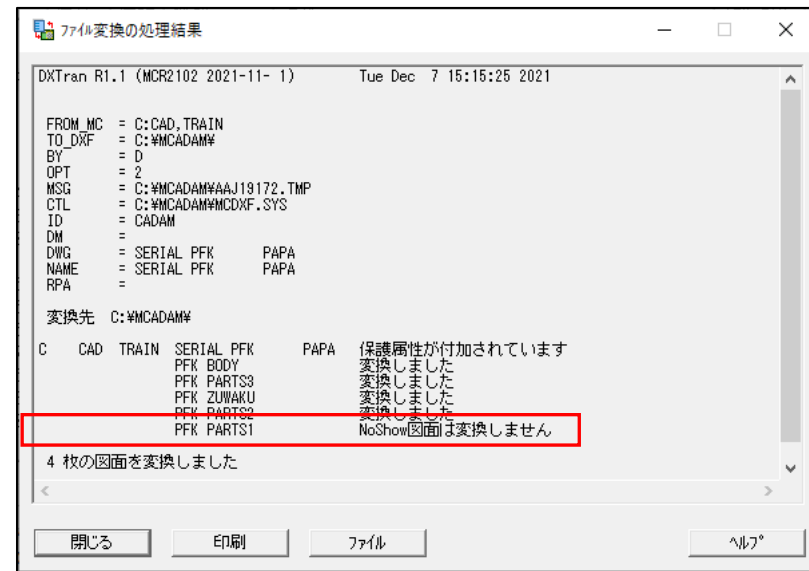 ﾌｧｲﾙ変換の処理結果
DXTran R1.1 (MCR2102 2021-11- 1) Tue Dec 7 15:15:25 2021
FROM_MC = C:CAD,TRAIN
TO_DXF = C:¥MCADAM¥
BY = D
OPT = 2
MSG = C:¥MCADAM¥AAJ19172.TMP
CTL = C:¥MCADAM¥MCDXF.SYS
ID = CADAM
DM =
DWG = SERIAL PFK PAPA
NAME = SERIAL PFK PAPA
RPA =
変換先 C:¥MCADAM¥
C CAD TRAIN SERIAL PFK PAPA 保護属性が付加されています
PFK BODY 変換しました
PFK PARTS3 変換しました
PFK ZUWAKU 変換しました
PFK PARTS2 変換しました
PFK PARTS1 NoShow図面は変換しません
4 枚の図面を変換しました
閉じる 印刷 ﾌｧｲﾙ ﾍﾙﾌﾟ